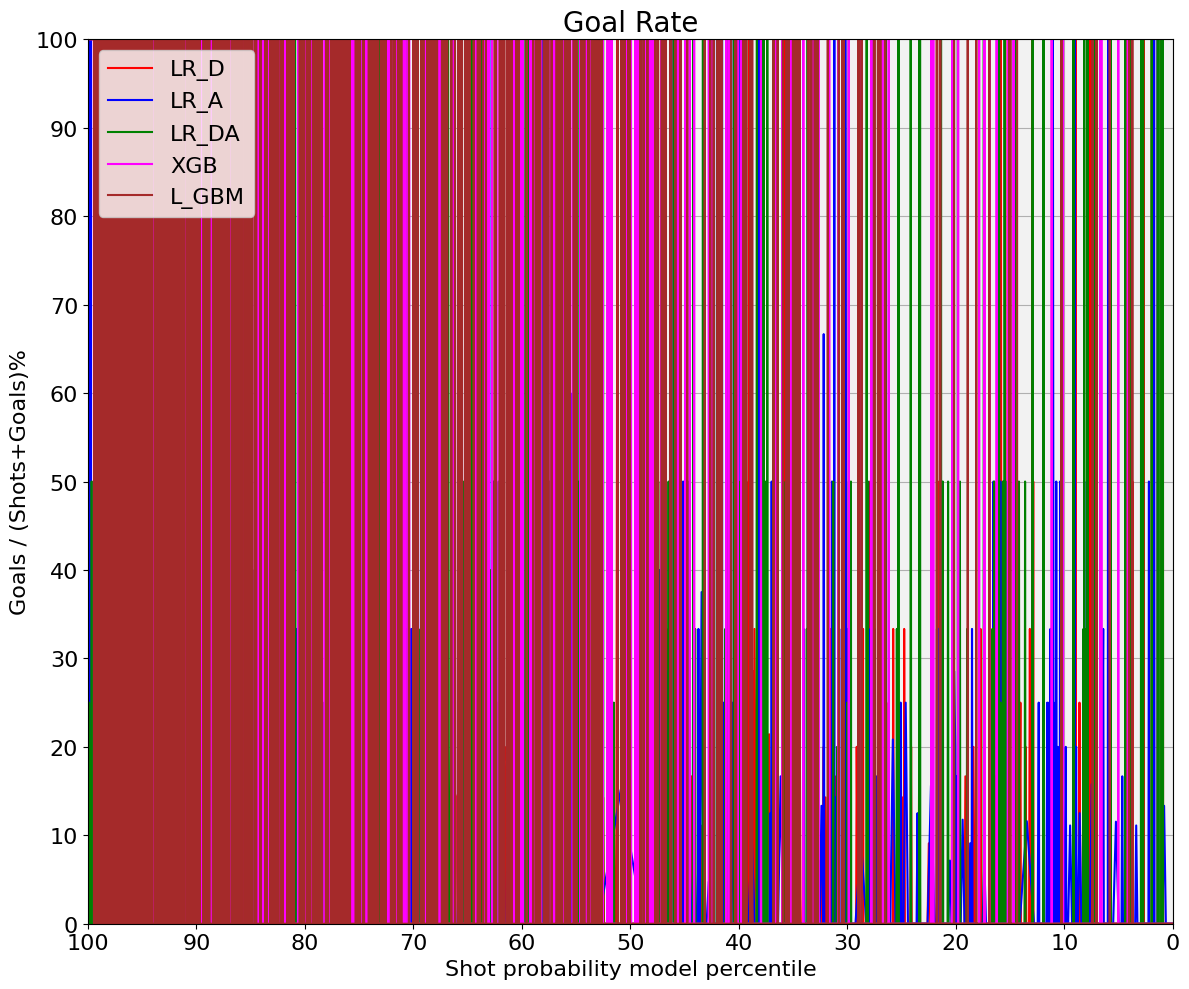 Goal Rate
LR_D
LR_A
LR_DA
XGB
L_GBM
100
90
80
70
60
50
40
30
20
10
0
Goals / (Shots+Goals)%
100 90 80 70 60 50 40 30 20 10 0
Shot probability model percentile